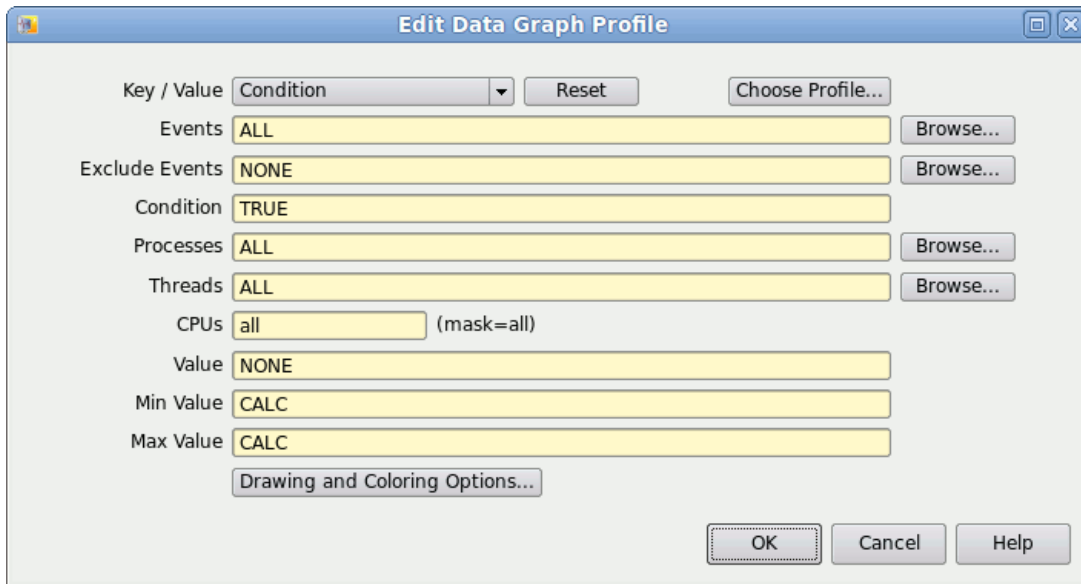 Edit Data Graph Profile
Key / Value Condition Reset Choose Profile...
Events ALL Browse...
Exclude Events NONE Browse...
Condition TRUE
Processes ALL Browse...
Threads ALL Browse...
CPUs all (mask=all)
Value NONE
Min Value CALC
Max Value CALC
Drawing and Coloring Options...
OK Cancel Help